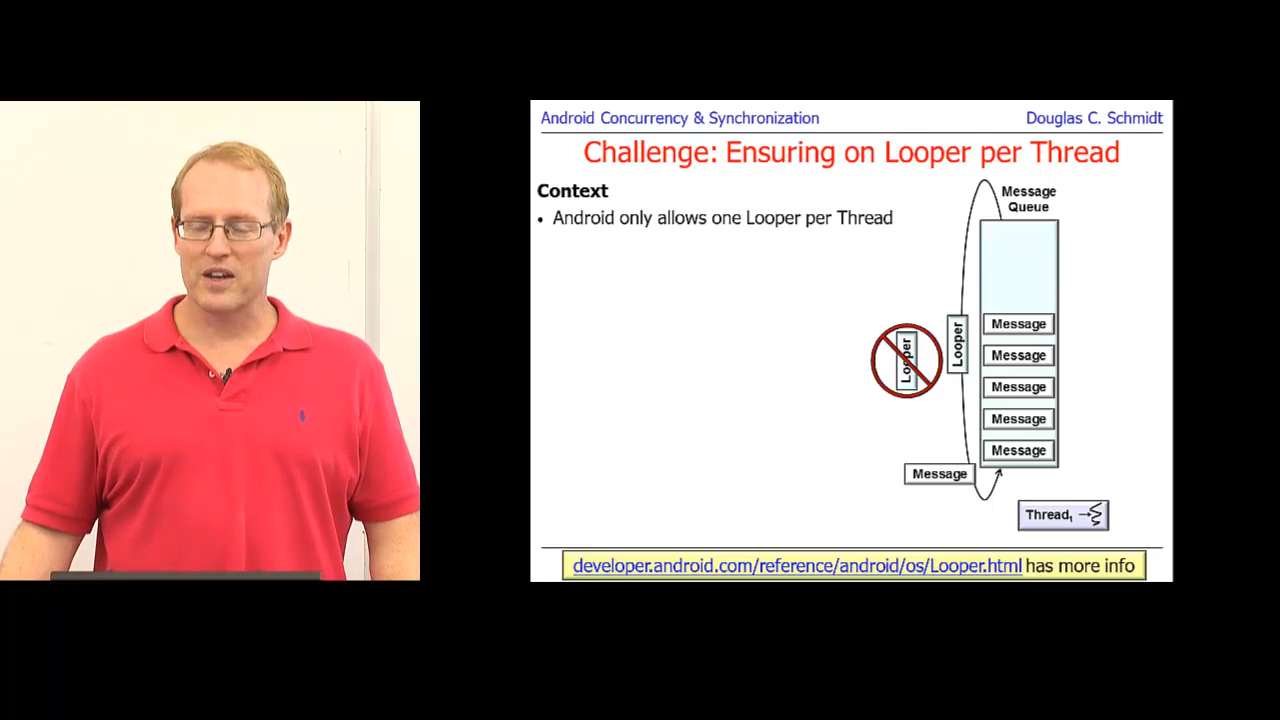 Android Concurrency & Synchronization
Douglas C. Schmidt
Challenge: Ensuring on Looper per Thread
Context
• Android only allows one Looper per Thread
Message
Queue
Looper
Looper
Message
Message
Message
Message
Message
Message
Thread1
developer.android.com/reference/android/os/Looper.html has more info